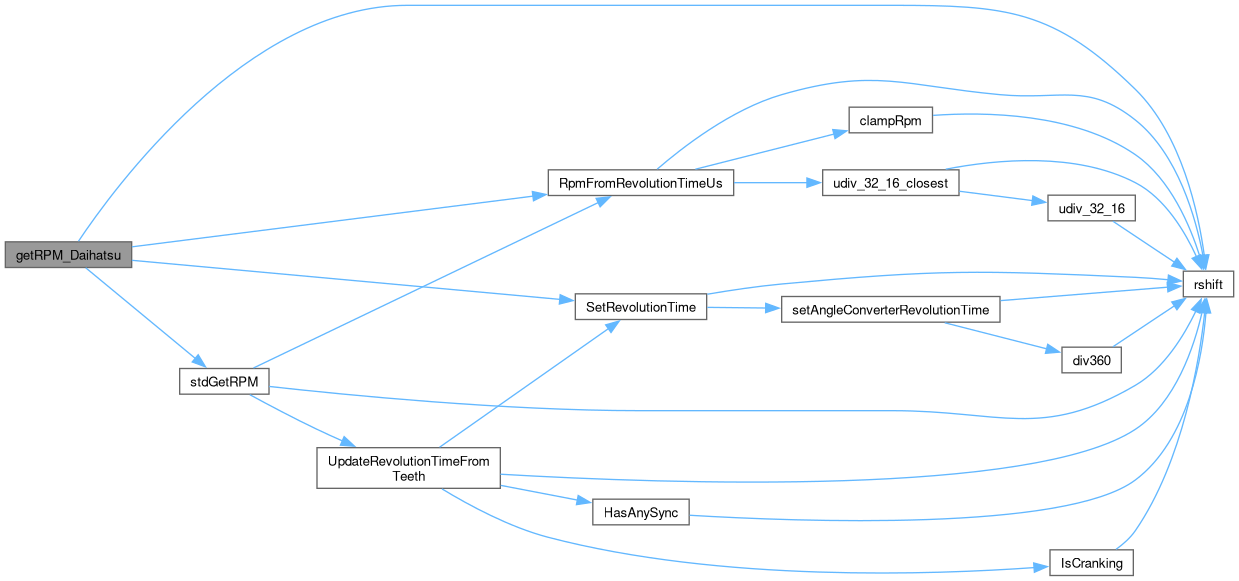 clampRpm
RpmFromRevolutionTimeUs
udiv_32_16_closest
udiv_32_16
getRPM_Daihatsu
rshift
SetRevolutionTime
setAngleConverterRevolutionTime
div360
stdGetRPM
UpdateRevolutionTimeFrom
Teeth
HasAnySync
IsCranking